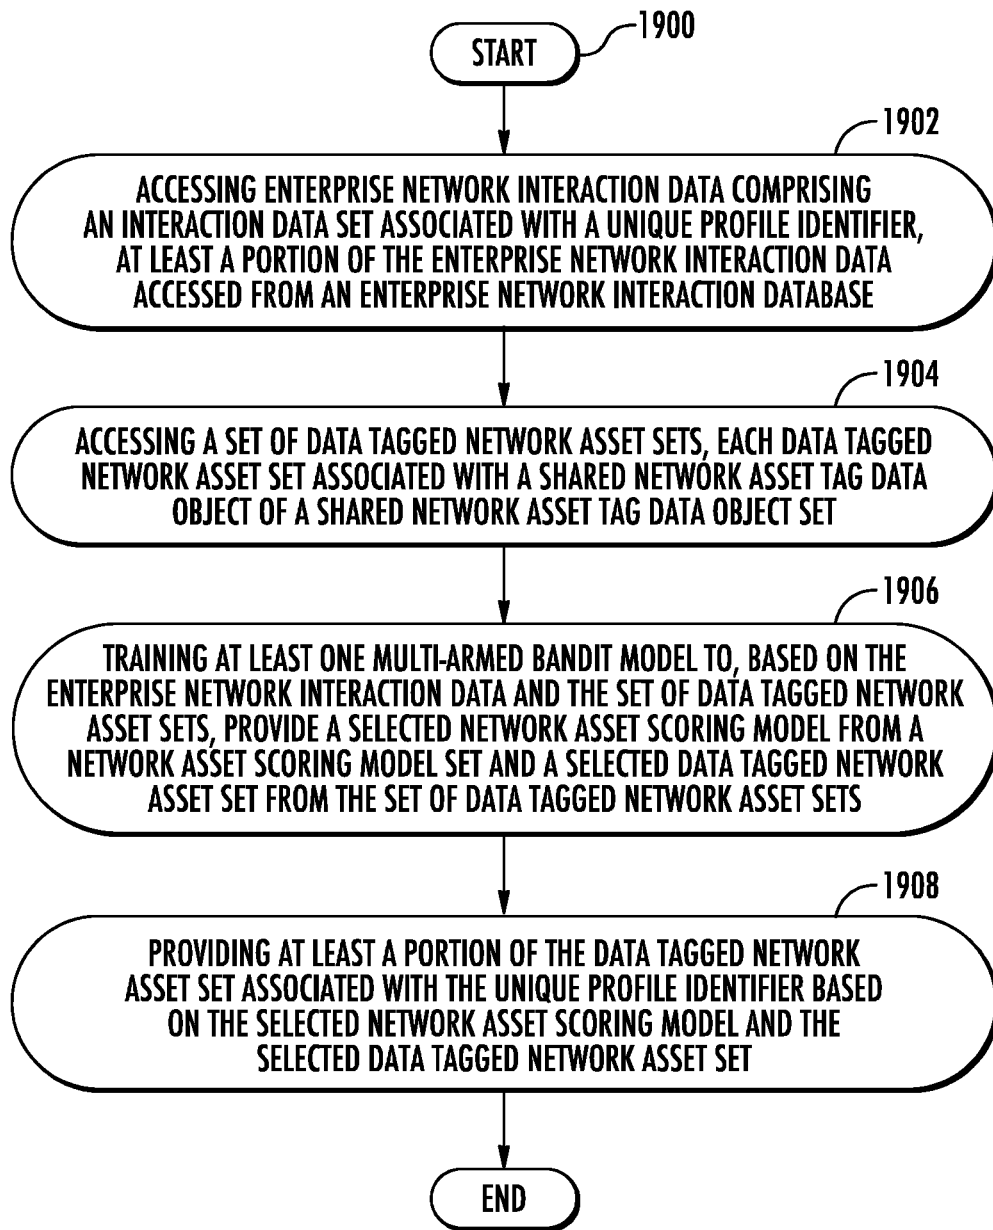 START
1900
1902
ACCESSING ENTERPRISE NETWORK INTERACTION DATA COMPRISING
AN INTERACTION DATA SET ASSOCIATED WITH A UNIQUE PROFILE IDENTIFIER,
AT LEAST A PORTION OF THE ENTERPRISE NETWORK INTERACTION DATA
ACCESSED FROM AN ENTERPRISE NETWORK INTERACTION DATABASE
1904
ACCESSING A SET OF DATA TAGGED NETWORK ASSET SETS, EACH DATA TAGGED
NETWORK ASSET SET ASSOCIATED WITH A SHARED NETWORK ASSET TAG DATA
OBJECT OF A SHARED NETWORK ASSET TAG DATA OBJECT SET
1906
TRAINING AT LEAST ONE MULTI-ARMED BANDIT MODEL TO, BASED ON THE
ENTERPRISE NETWORK INTERACTION DATA AND THE SET OF DATA TAGGED NETWORK
ASSET SETS, PROVIDE A SELECTED NETWORK ASSET SCORING MODEL FROM A
NETWORK ASSET SCORING MODEL SET AND A SELECTED DATA TAGGED NETWORK
ASSET SET FROM THE SET OF DATA TAGGED NETWORK ASSET SETS
1908
PROVIDING AT LEAST A PORTION OF THE DATA TAGGED NETWORK
ASSET SET ASSOCIATED WITH THE UNIQUE PROFILE IDENTIFIER BASED
ON THE SELECTED NETWORK ASSET SCORING MODEL AND THE
SELECTED DATA TAGGED NETWORK ASSET SET
END